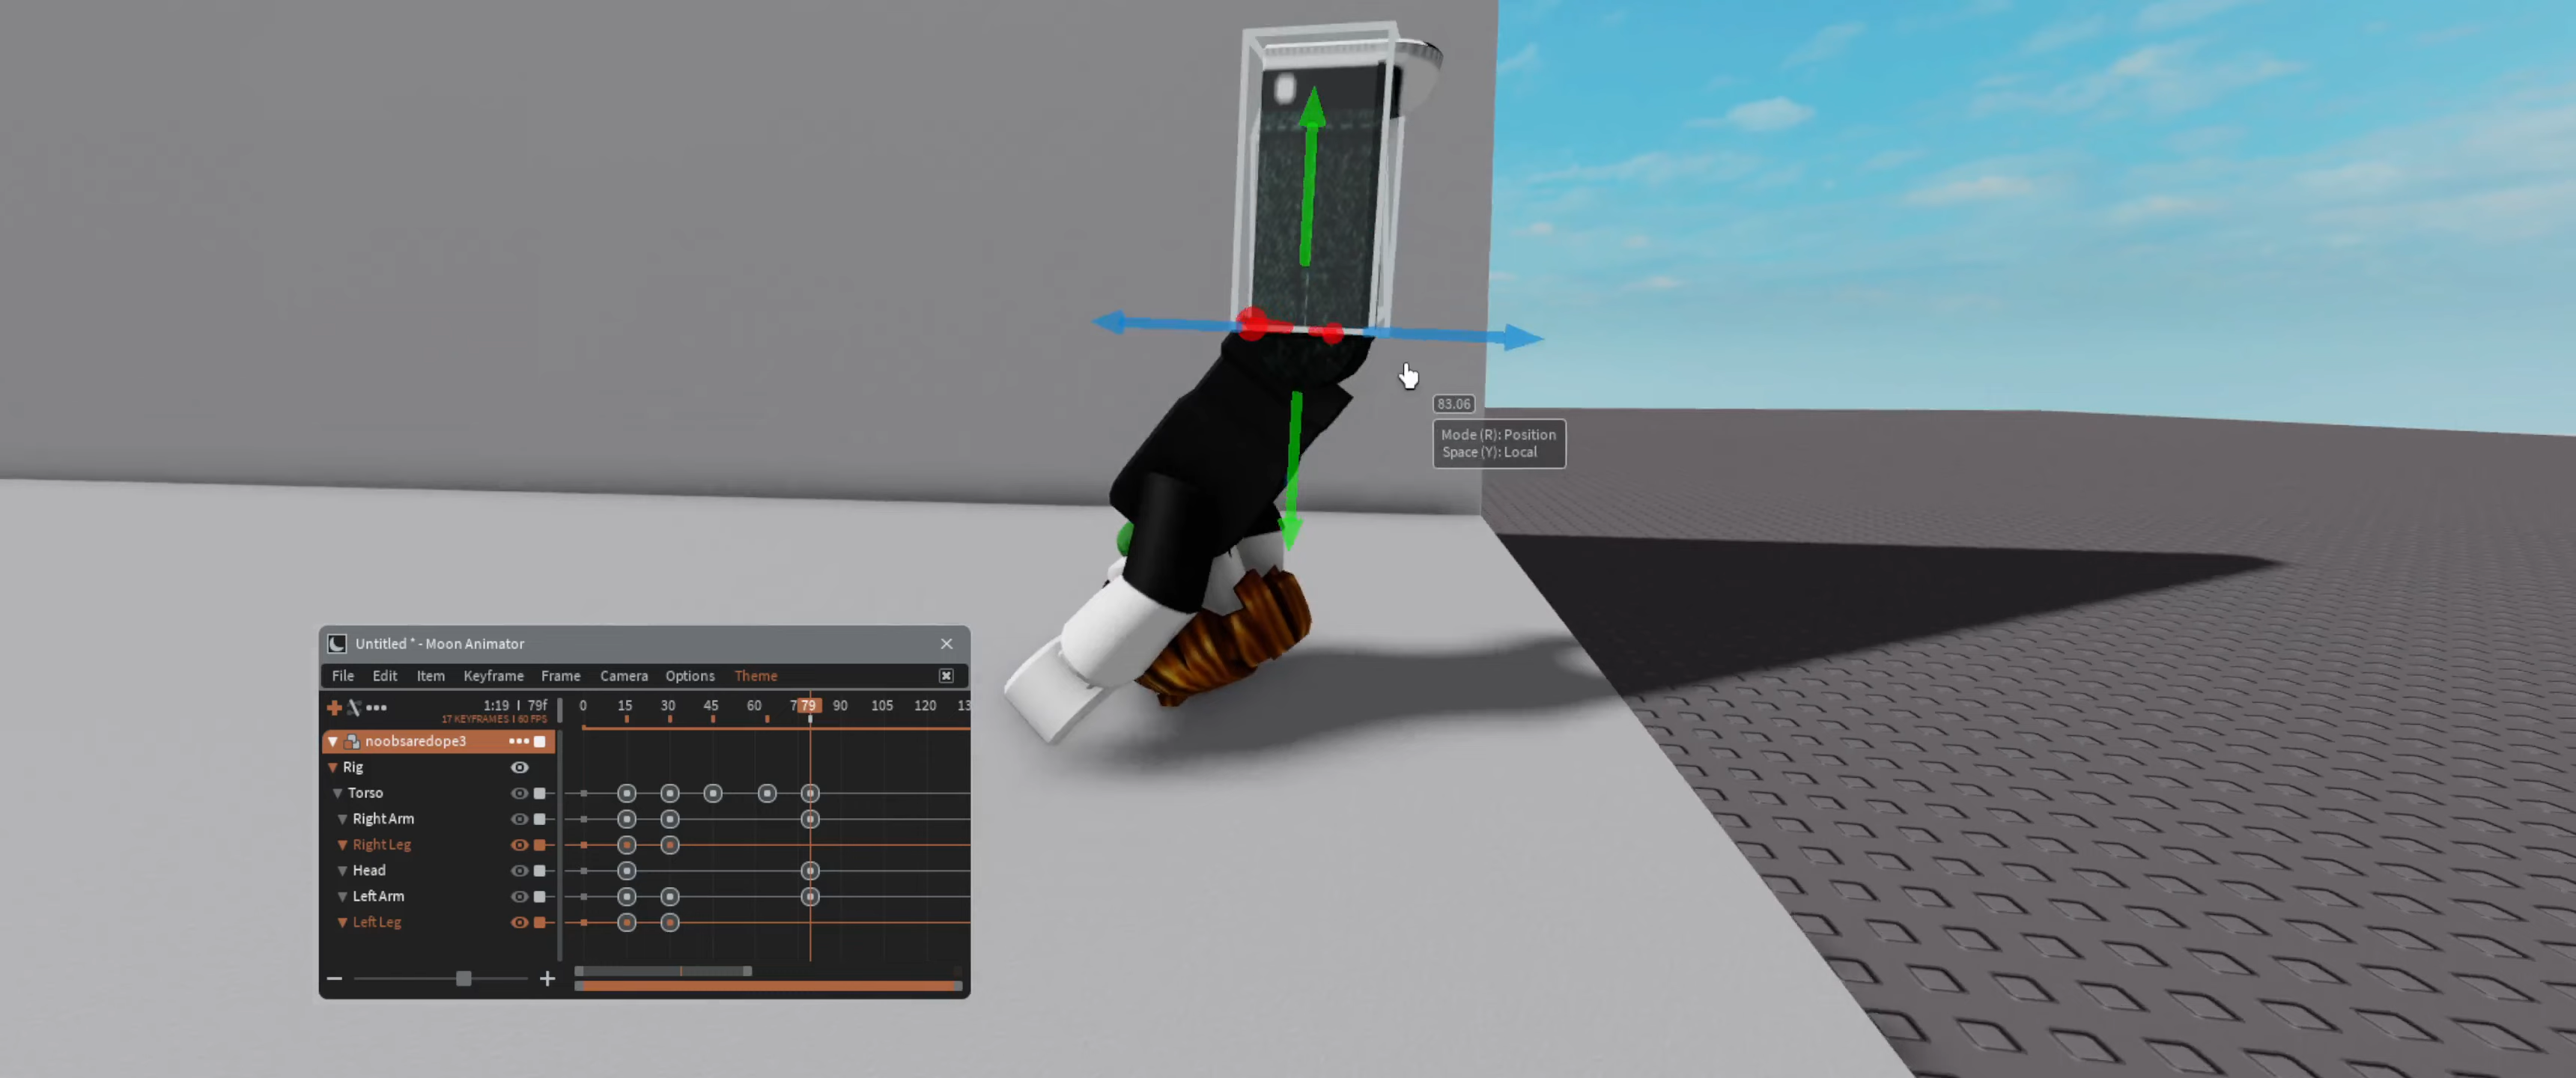 83.06
Mode (R): Position
Space (Y): Local
Untitled * - Moon Animator
File Edit Item Keyframe Frame Camera Options Theme
1:19 | 79f 0 15 30 45 60 7 79 90 105 120 13
17 KEYFRAMES | 60 FPS
noobsaredope3
Rig
Torso
Right Arm
Right Leg
Head
Left Arm
Left Leg